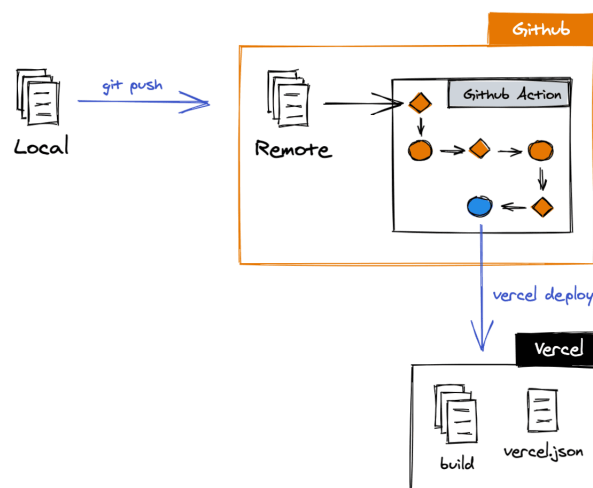 Github
git push
Github Action
Local
Remote
vercel deploy
Vercel
build
vercel.json